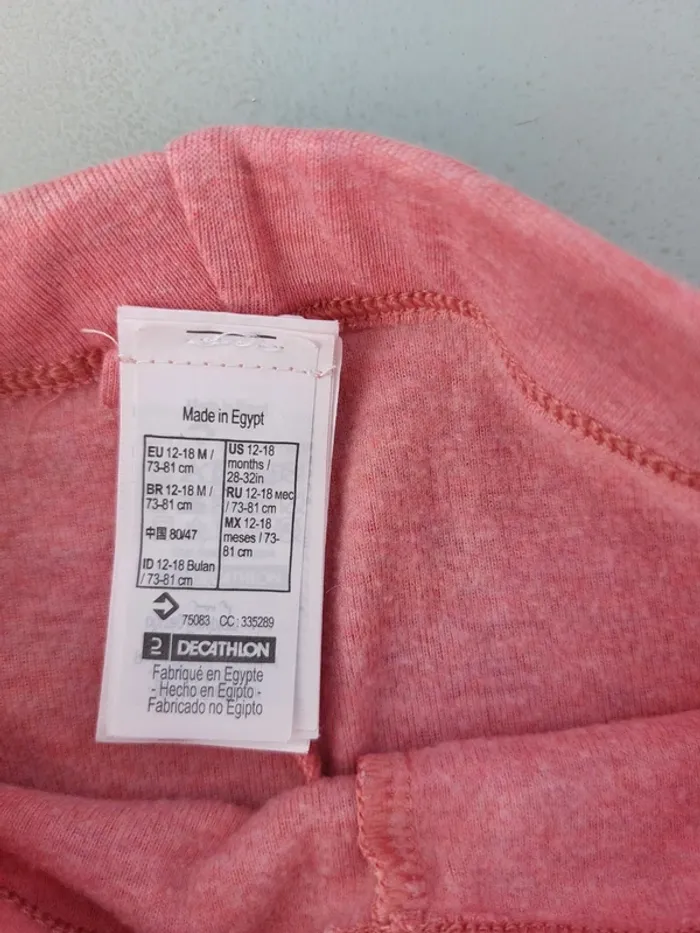 Made in Egypt
EU 12-18 M /
73-81 cm
BR 12-18 M /
73-81 cm
中国 80/47
ID 12-18 Bulan
/ 73-81 cm
US 12-18
months /
28-32in
RU 12-18 мес
/ 73-81 cm
MX 12-18
meses / 73-
81 cm
75083 CC : 335289
DECATHLON
Fabriqué en Egypte
- Hecho en Egipto -
Fabricado no Egipto